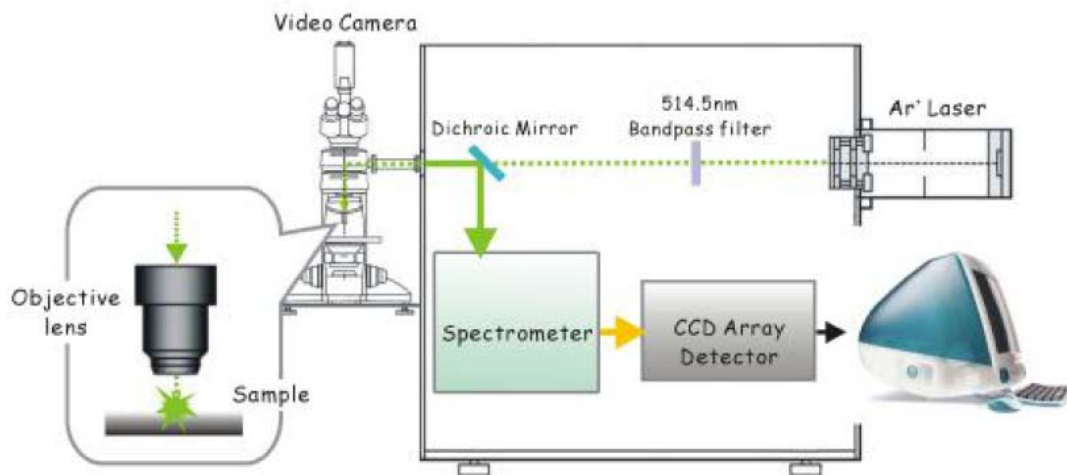 Video Camera
514.5nm
Bandpass filter
Ar⁺ Laser
Dichroic Mirror
Objective
lens
Sample
Spectrometer
CCD Array
Detector